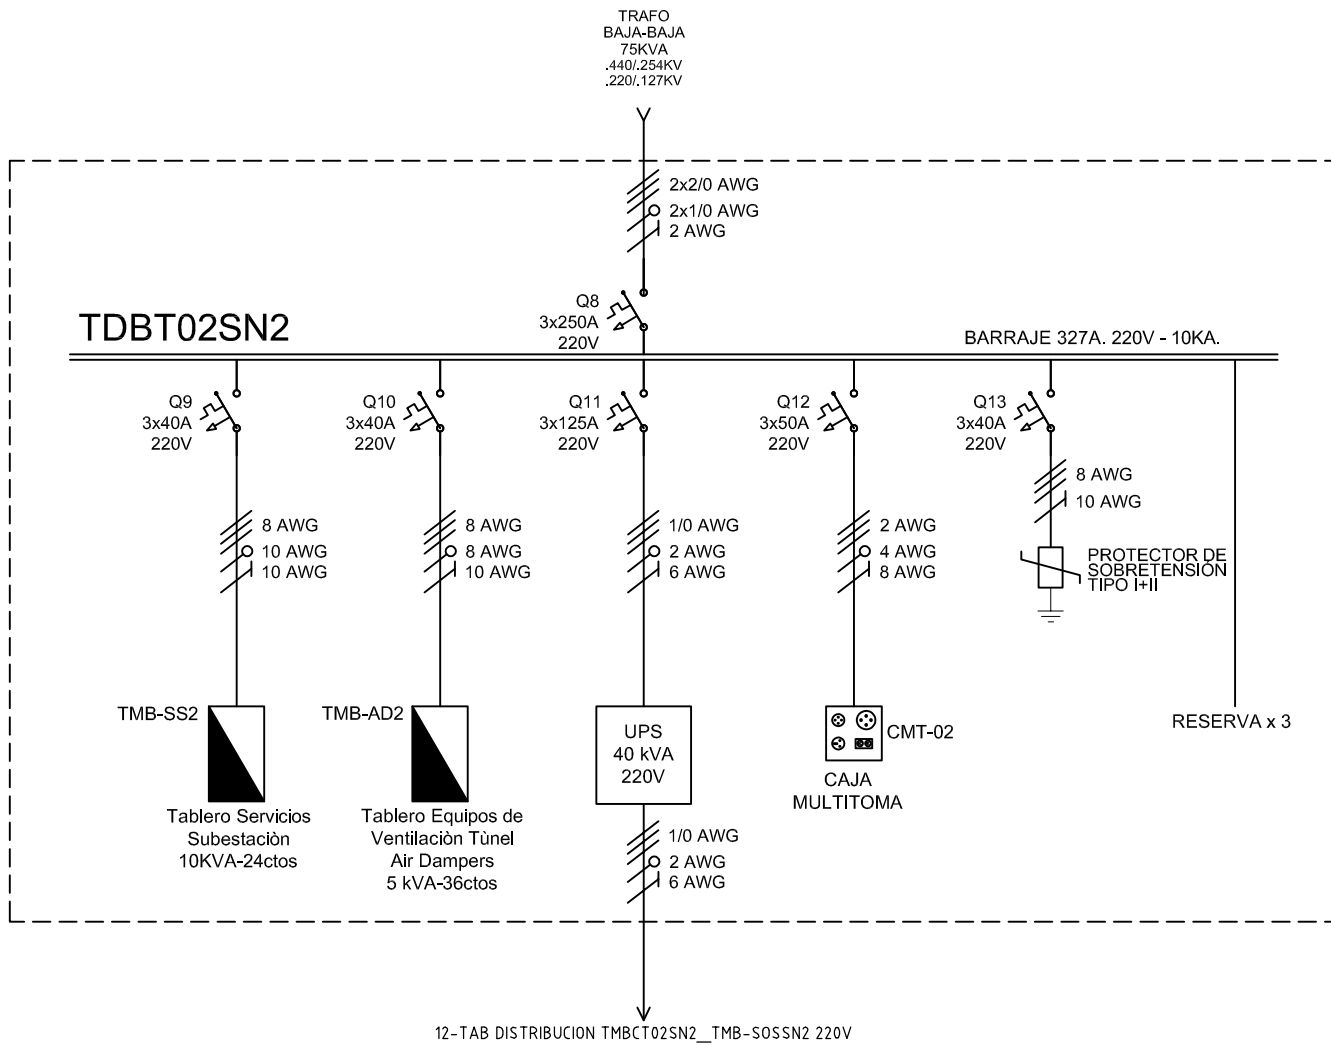 TRAFO
BAJA-BAJA
75KVA
.440/.254KV
.220/.127KV
2x2/0 AWG
2x1/0 AWG
2 AWG
Q8
3x250A
220V
TDBT02SN2
BARRAJE 327A. 220V - 10KA.
Q9
3x40A
220V
Q10
3x40A
220V
Q11
3x125A
220V
Q12
3x50A
220V
Q13
3x40A
220V
8 AWG
10 AWG
10 AWG
8 AWG
8 AWG
10 AWG
1/0 AWG
2 AWG
6 AWG
2 AWG
4 AWG
8 AWG
8 AWG
10 AWG
PROTECTOR DE
SOBRETENSIÓN
TIPO I+II
TMB-SS2
Tablero Servicios
Subestaciòn
10KVA-24ctos
TMB-AD2
Tablero Equipos de
Ventilaciòn Tùnel
Air Dampers
5 kVA-36ctos
UPS
40 kVA
220V
CMT-02
CAJA
MULTITOMA
RESERVA x 3
1/0 AWG
2 AWG
6 AWG
12-TAB DISTRIBUCION TMBCT02SN2__TMB-SOSSN2 220V